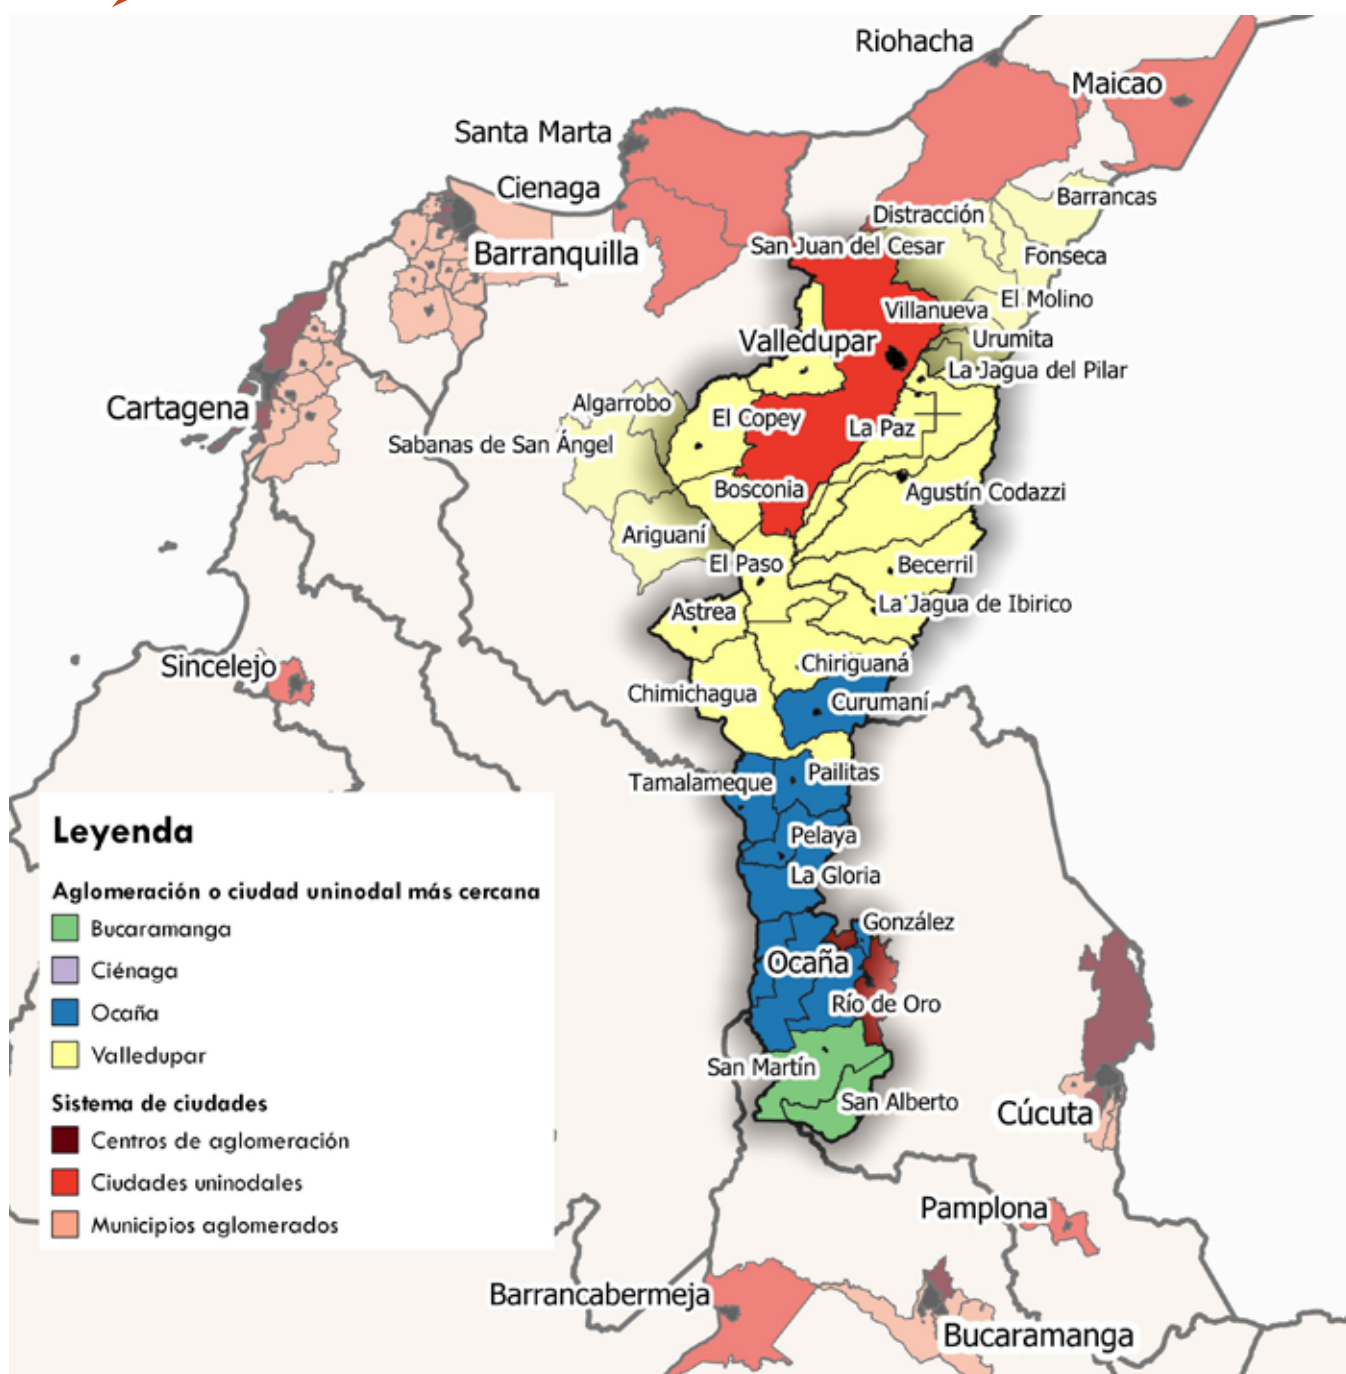 Riohacha
Maicao
Santa Marta
Cienaga
Barrancas
Distracción
Barranquilla
San Juan del Cesar
Fonseca
El Molino
Villanueva
Valledupar
Urumita
La Jagua del Pilar
Algarrobo
Cartagena
El Copey
La Paz
Sabanas de San Ángel
Bosconia
Agustín Codazzi
Ariguaní
El Paso
Becerril
Astrea
La Jagua de Ibirico
Sincelejo
Chiriguaná
Chimichagua
Curumaní
Tamalameque
Pailitas
Pelaya
La Gloria
González
Ocaña
Río de Oro
San Martín
San Alberto
Cúcuta
Pamplona
Barrancabermeja
Bucaramanga
Leyenda
Aglomeración o ciudad uninodal más cercana
Bucaramanga
Ciénaga
Ocaña
Valledupar
Sistema de ciudades
Centros de aglomeración
Ciudades uninodales
Municipios aglomerados